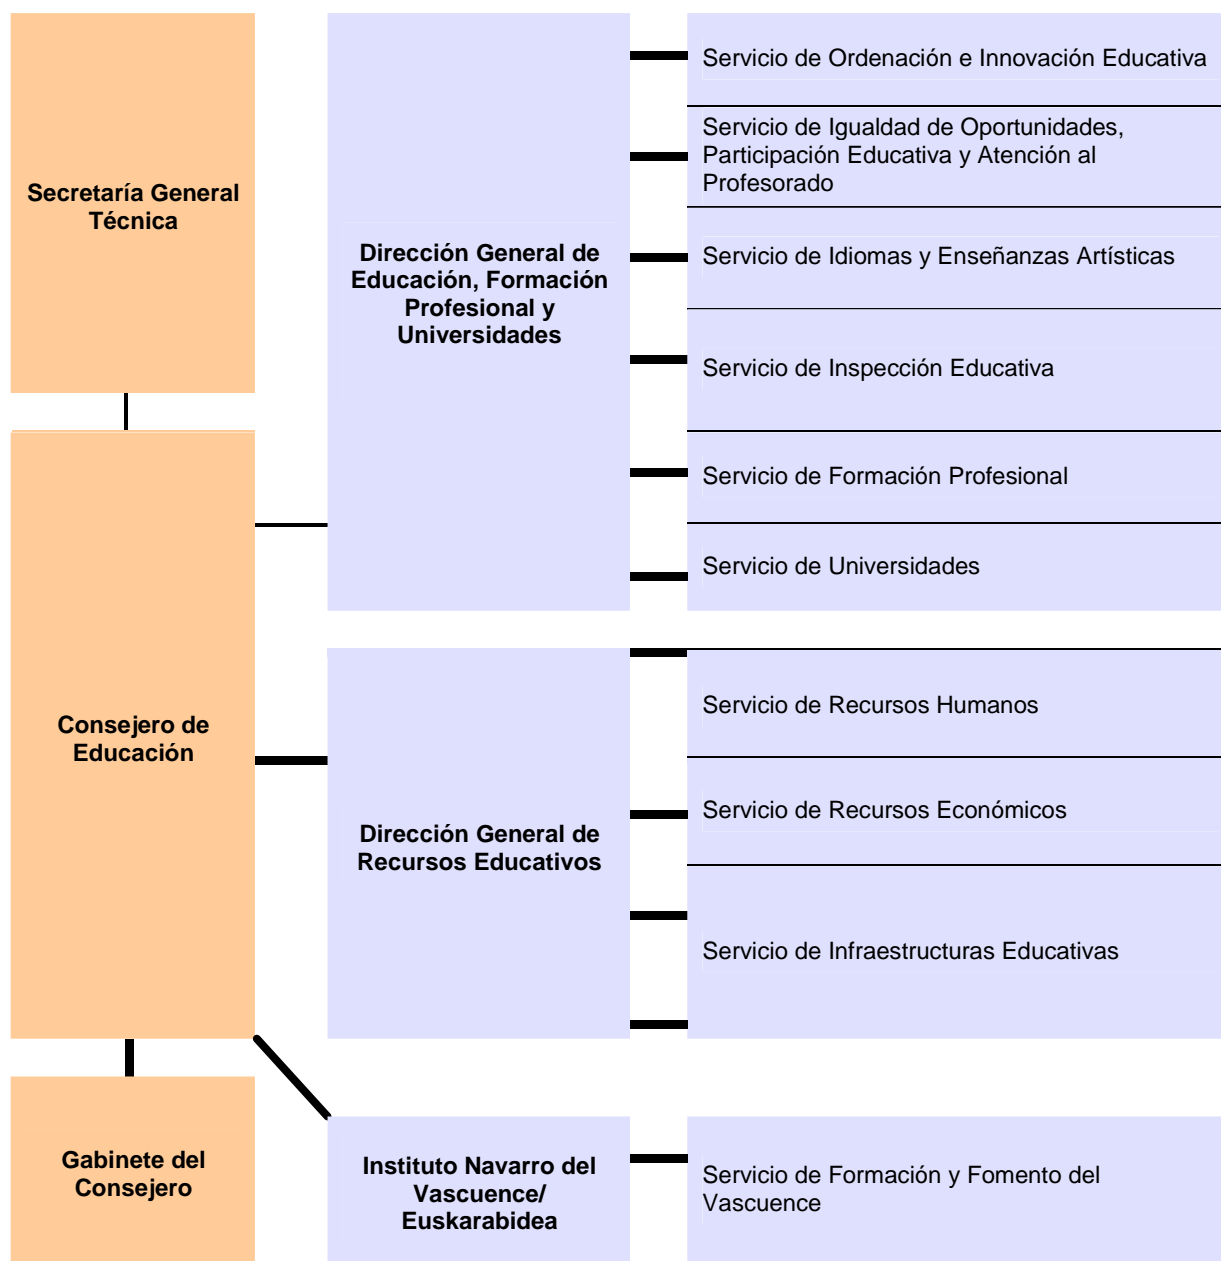 Secretaría General
Técnica
Consejero de
Educación
Gabinete del
Consejero
Dirección General de
Educación, Formación
Profesional y
Universidades
Dirección General de
Recursos Educativos
Instituto Navarro del
Vascuence/
Euskarabidea
Servicio de Ordenación e Innovación Educativa
Servicio de Igualdad de Oportunidades,
Participación Educativa y Atención al
Profesorado
Servicio de Idiomas y Enseñanzas Artísticas
Servicio de Inspección Educativa
Servicio de Formación Profesional
Servicio de Universidades
Servicio de Recursos Humanos
Servicio de Recursos Económicos
Servicio de Infraestructuras Educativas
Servicio de Formación y Fomento del
Vascuence